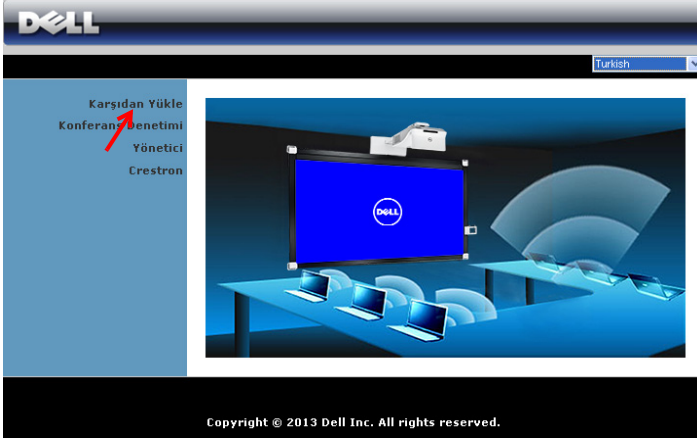 DELL
Turkish
Karşıdan Yükle
Konferans Denetimi
Yönetici
Crestron
DELL
Copyright © 2013 Dell Inc. All rights reserved.